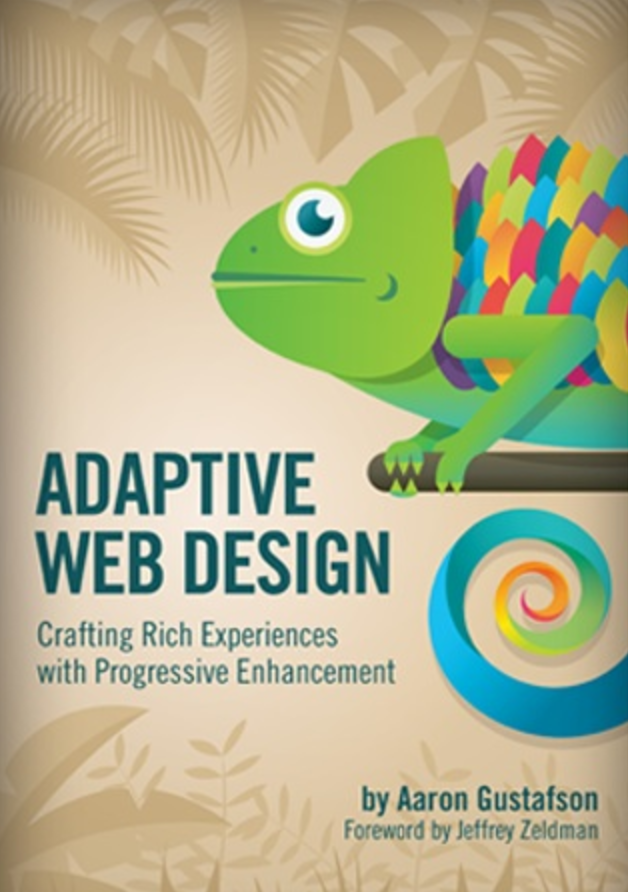 ADAPTIVE
WEB DESIGN
Crafting Rich Experiences
with Progressive Enhancement
by Aaron Gustafson
Foreword by Jeffrey Zeldman